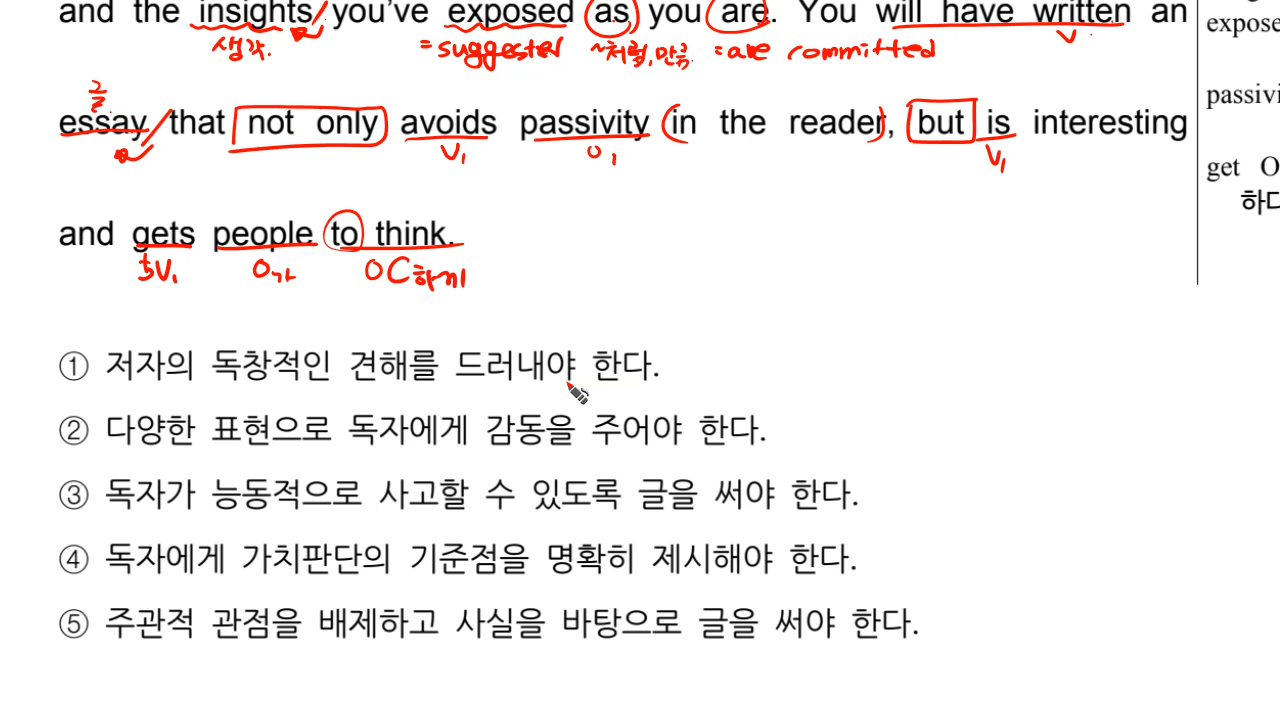 and the insights you've exposed as you are. You will have written an
expose
생각. =suggester ~처럼, 만큼 =are committed V
passivi
글
essay that not only avoids passivity (in the reader), but is interesting
V1 O1 V1
get O
하다
and gets people to think.
5V1 O가 OC하게
① 저자의 독창적인 견해를 드러내야 한다.
② 다양한 표현으로 독자에게 감동을 주어야 한다.
③ 독자가 능동적으로 사고할 수 있도록 글을 써야 한다.
④ 독자에게 가치판단의 기준점을 명확히 제시해야 한다.
⑤ 주관적 관점을 배제하고 사실을 바탕으로 글을 써야 한다.